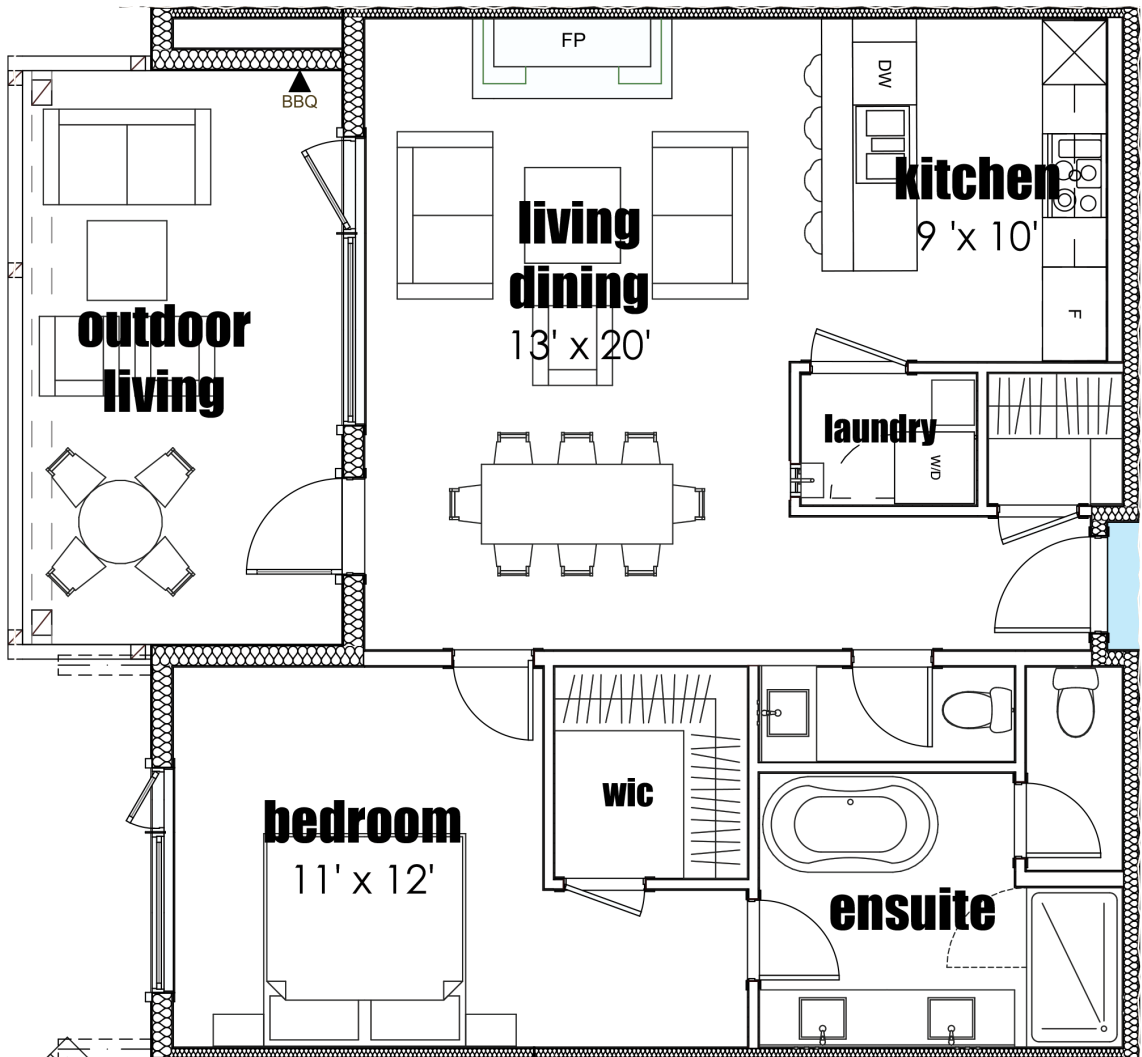 FP
BBQ
DW
kitchen
9 'x 10'
living
dining
13' x 20'
outdoor
living
F
laundry
W/D
wic
bedroom
11' x 12'
ensuite